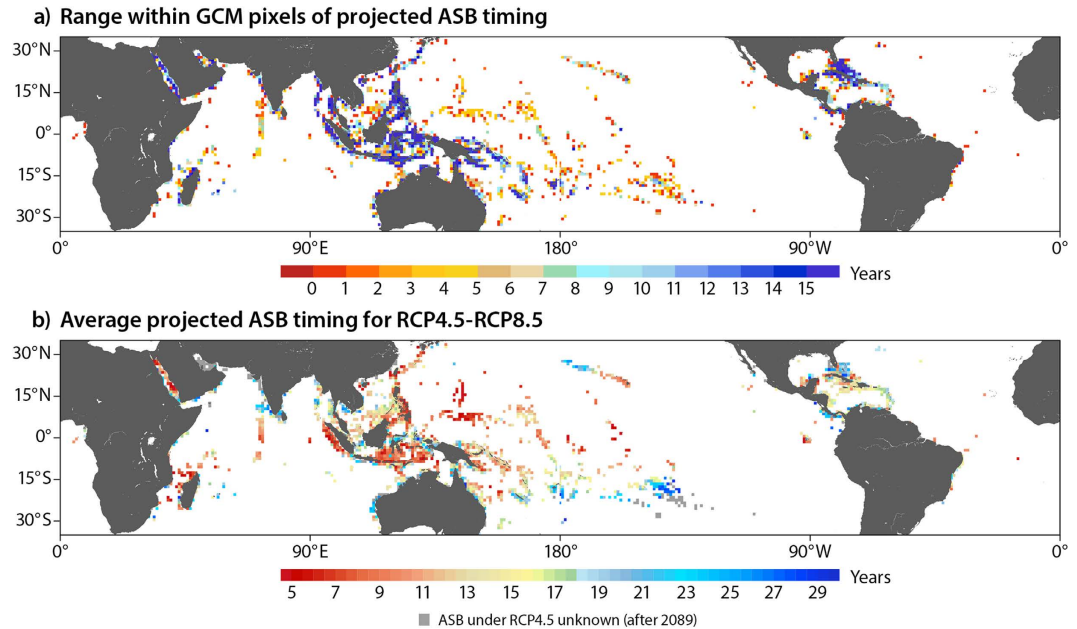 a) Range within GCM pixels of projected ASB timing
30°N
15°N
0°
15°S
30°S
0° 90°E 180° 90°W 0°
0 1 2 3 4 5 6 7 8 9 10 11 12 13 14 15 Years
b) Average projected ASB timing for RCP4.5-RCP8.5
30°N
15°N
0°
15°S
30°S
0° 90°E 180° 90°W 0°
5 7 9 11 13 15 17 19 21 23 25 27 29 Years
ASB under RCP4.5 unknown (after 2089)